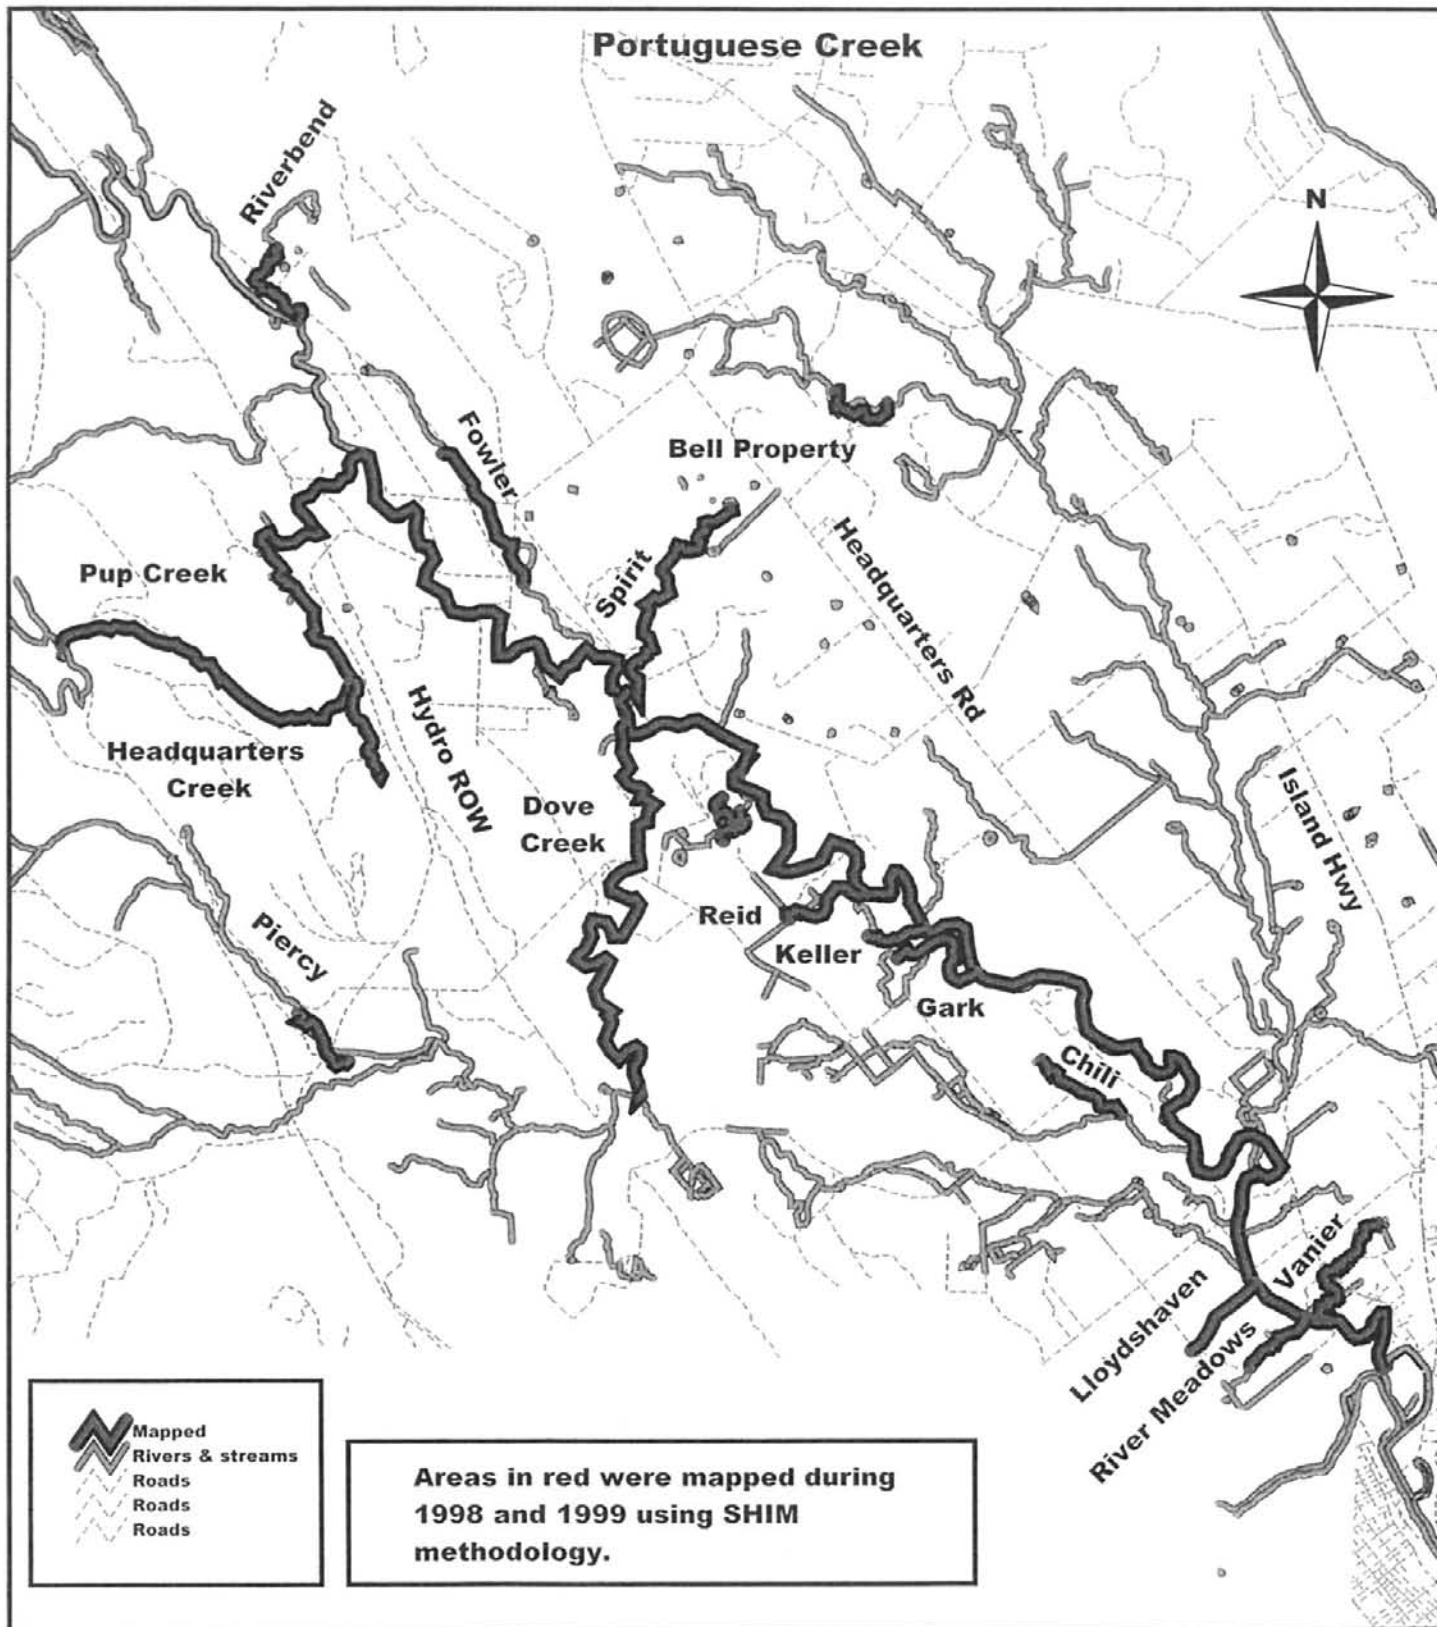 Portuguese Creek
Riverbend
N
Fowler
Bell Property
Headquarters Rd
Spirit
Pup Creek
Hydro ROW
Headquarters
Creek
Dove
Creek
Island Hwy
Reid
Keller
Piercy
Gark
Chili
Vanier
Lloydshaven
River Meadows
Mapped
Rivers & streams
Roads
Roads
Roads
Areas in red were mapped during
1998 and 1999 using SHIM
methodology.